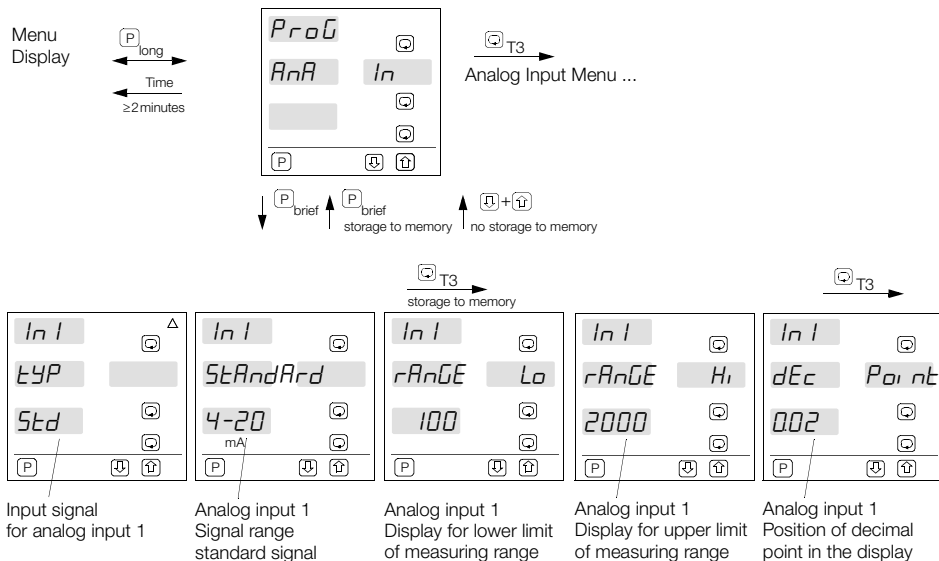 Menu
Display
P long
Time
≥2 minutes
ProG
AnA In
P
T3
Analog Input Menu ...
P brief
P brief
storage to memory
+
no storage to memory
T3
storage to memory
T3
In1
tYP
Std
P
Input signal
for analog input 1
In1
StAndArd
4-20
mA
P
Analog input 1
Signal range
standard signal
In1
rAnGE Lo
100
P
Analog input 1
Display for lower limit
of measuring range
In1
rAnGE Hi
2000
P
Analog input 1
Display for upper limit
of measuring range
In1
dEc Point
0.02
P
Analog input 1
Position of decimal
point in the display